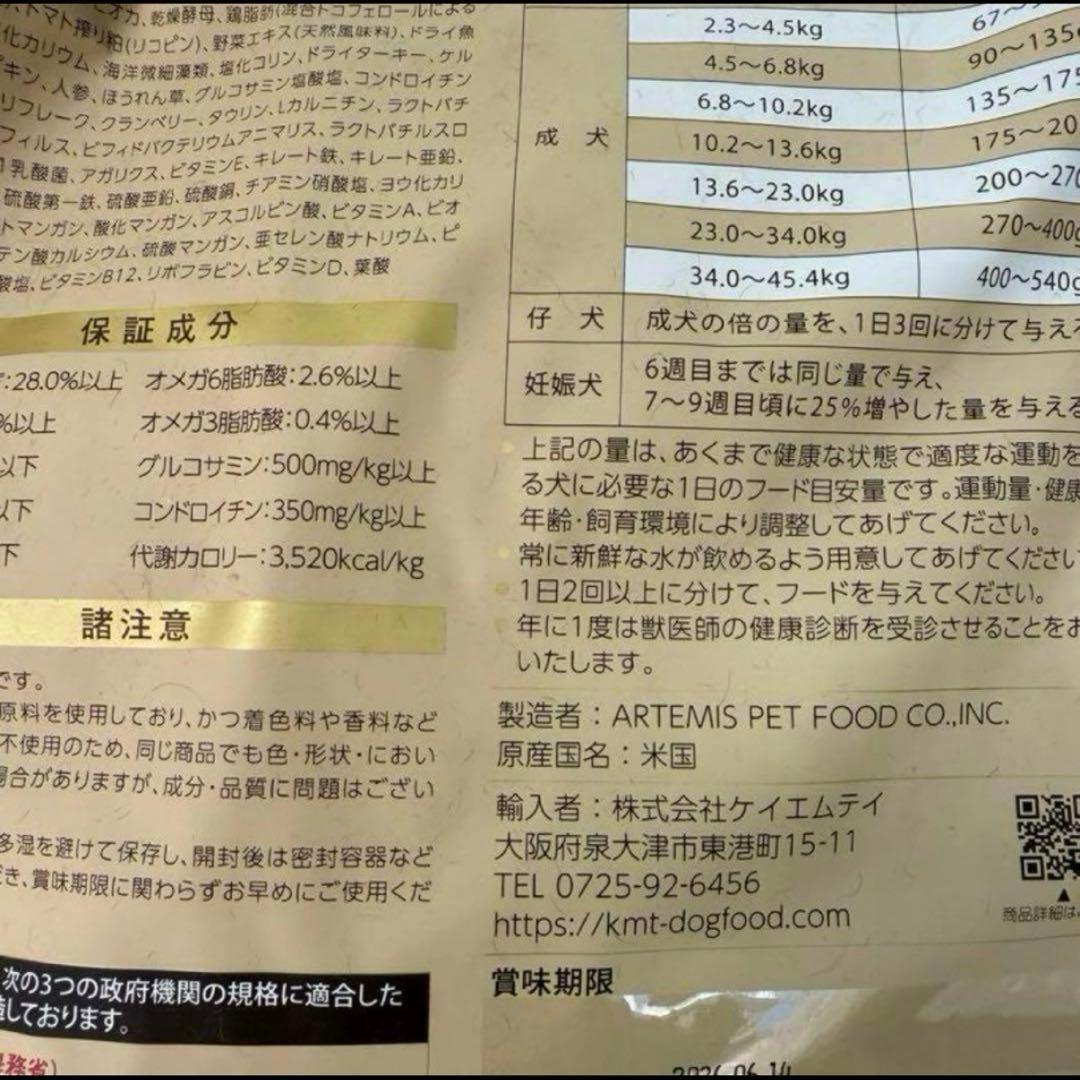 オカ、乾燥酵母、鶏脂肪(混合トコフェロールによる
トマト搾り粕(リコピン)、野菜エキス(天然風味料)、ドライ魚
化カリウム、海洋微細藻類、塩化コリン、ドライターキー、ケル
キン、人参、ほうれん草、グルコサミン塩酸塩、コンドロイチン
リフレーク、クランベリー、タウリン、Lカルニチン、ラクトバチ
フィルス、ビフィドバクテリウムアニマリス、ラクトバチルスロ
乳酸菌、アガリクス、ビタミンE、キレート鉄、キレート亜鉛、
硫酸第一鉄、硫酸亜鉛、硫酸銅、チアミン硝酸塩、ヨウ化カリ
トマンガン、酸化マンガン、アスコルビン酸、ビタミンA、ビオ
テン酸カルシウム、硫酸マンガン、亜セレン酸ナトリウム、ピ
酸塩、ビタミンB12、リボフラビン、ビタミンD、葉酸
保証成分
:28.0%以上 オメガ6脂肪酸:2.6%以上
%以上 オメガ3脂肪酸:0.4%以上
以下 グルコサミン:500mg/kg以上
以下 コンドロイチン:350mg/kg以上
下 代謝カロリー:3,520kcal/kg
諸注意
です。
原料を使用しており、かつ着色料や香料など
不使用のため、同じ商品でも色・形状・におい
場合がありますが、成分・品質に問題はござい
多湿を避けて保存し、開封後は密封容器など
だき、賞味期限に関わらずお早めにご使用くだ
次の3つの政府機関の規格に適合した
しております。
務省)
成犬
2.3〜4.5kg 67〜
4.5〜6.8kg 90〜135
6.8〜10.2kg 135〜175
10.2〜13.6kg 175〜20
13.6〜23.0kg 200〜270
23.0〜34.0kg 270〜400g
34.0〜45.4kg 400〜540g
仔犬 成犬の倍の量を、1日3回に分けて与え
妊娠犬 6週目までは同じ量で与え、
7〜9週目頃に25%増やした量を与える
上記の量は、あくまで健康な状態で適度な運動を
る犬に必要な1日のフード目安量です。運動量・健康
年齢・飼育環境により調整してあげてください。
常に新鮮な水が飲めるよう用意してあげてください
1日2回以上に分けて、フードを与えてください。
年に1度は獣医師の健康診断を受診させることをお
いたします。
製造者:ARTEMIS PET FOOD CO.,INC.
原産国名:米国
輸入者:株式会社ケイエムテイ
大阪府泉大津市東港町15-11
TEL 0725-92-6456
https://kmt-dogfood.com
商品詳細は
賞味期限
2026 06 14